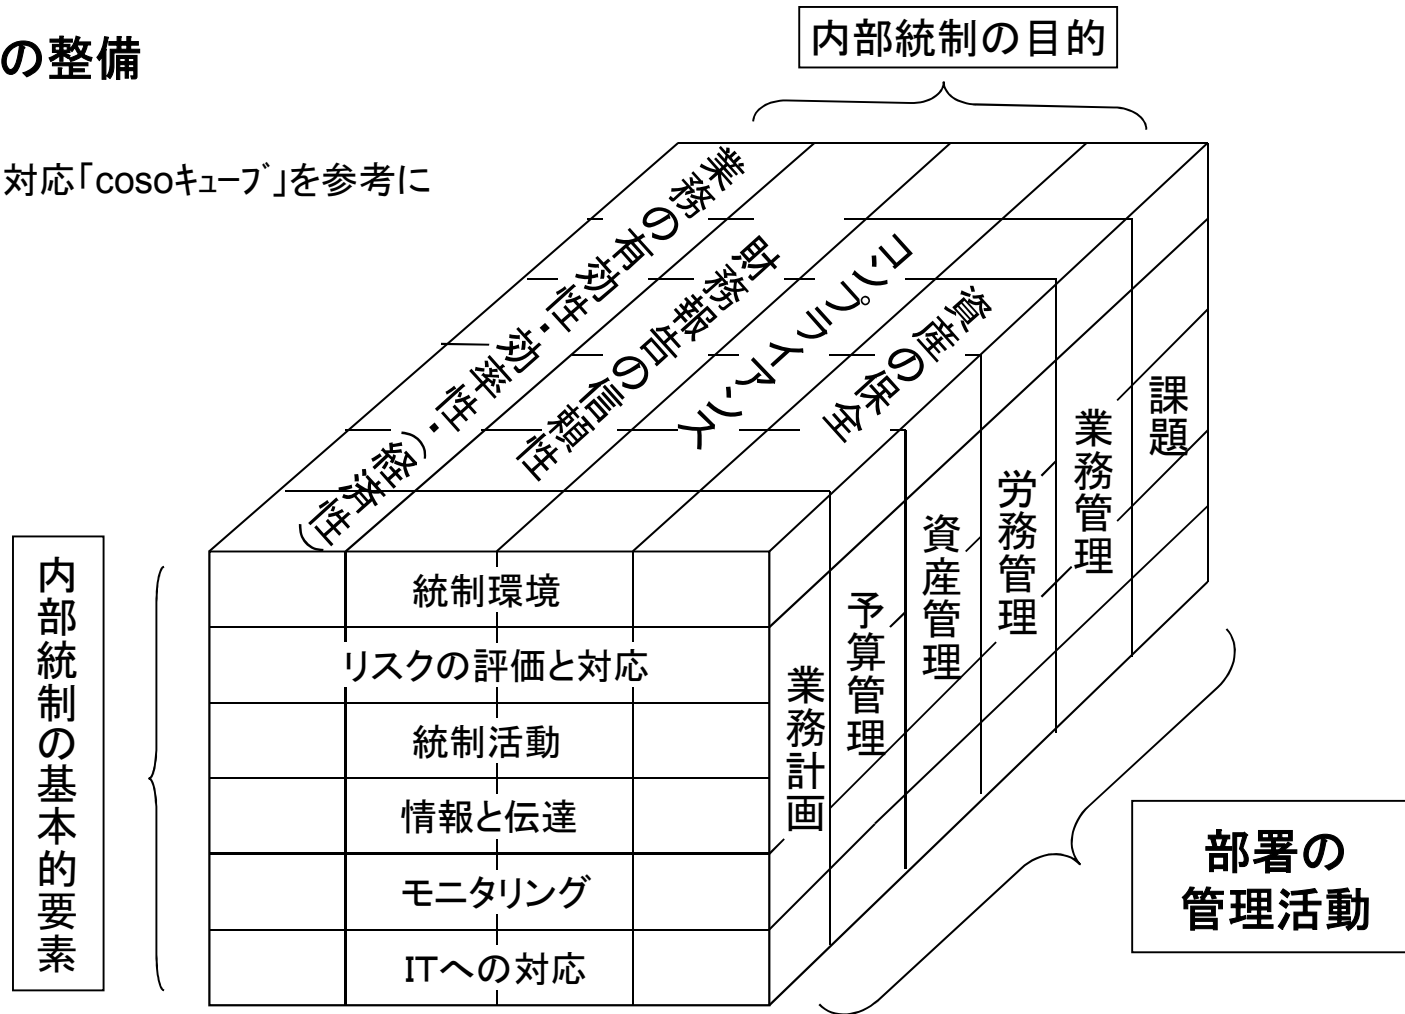 の整備
内部統制の目的
対応「cosoキューブ」を参考に
業務の有効性・効率性・(経済性)
財務報告の信頼性
コンプライアンス
資産の保全
内部統制の基本的要素
統制環境
リスクの評価と対応
統制活動
情報と伝達
モニタリング
ITへの対応
業務計画
予算管理
資産管理
労務管理
業務管理
課題
部署の
管理活動